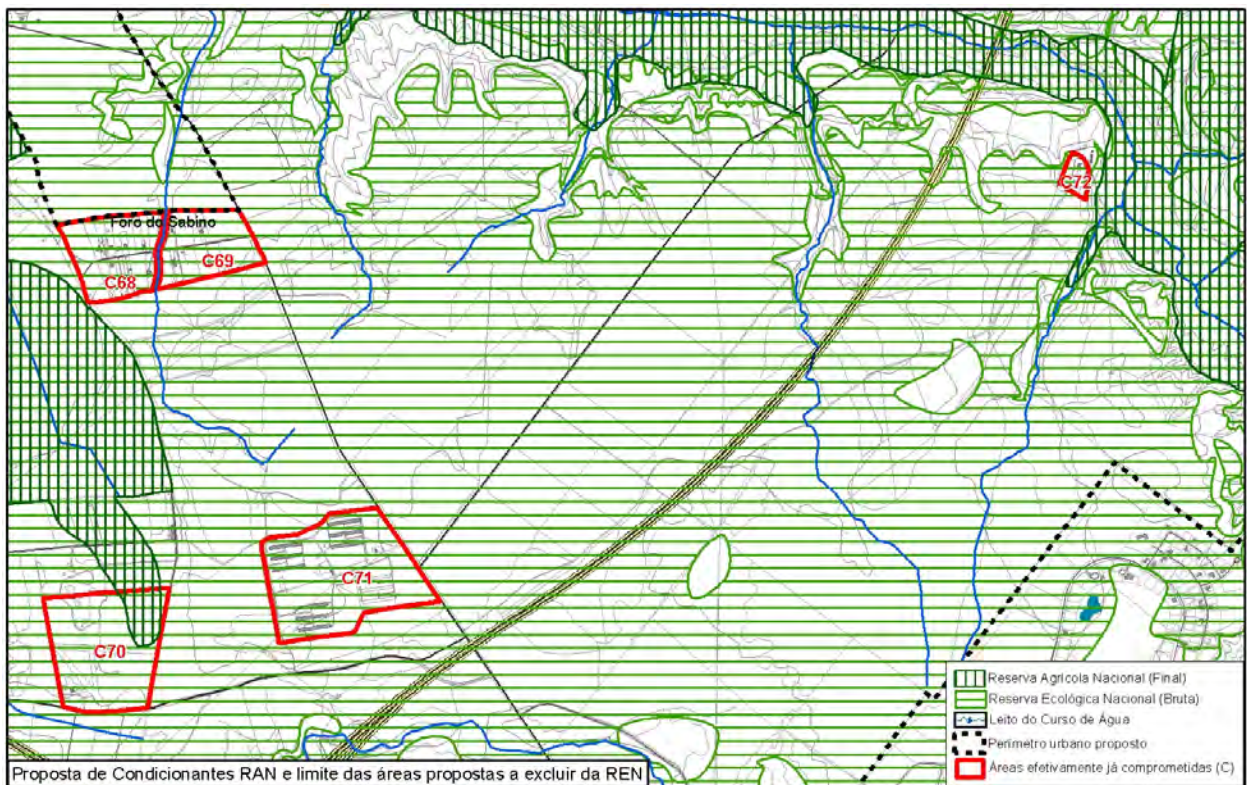 C72
Foro do Sabino
C69
C68
C71
C70
Reserva Agrícola Nacional (Final)
Reserva Ecológica Nacional (Bruta)
Leito do Curso de Água
Perímetro urbano proposto
Áreas efetivamente já comprometidas (C)
Proposta de Condicionantes RAN e limite das áreas propostas a excluir da REN